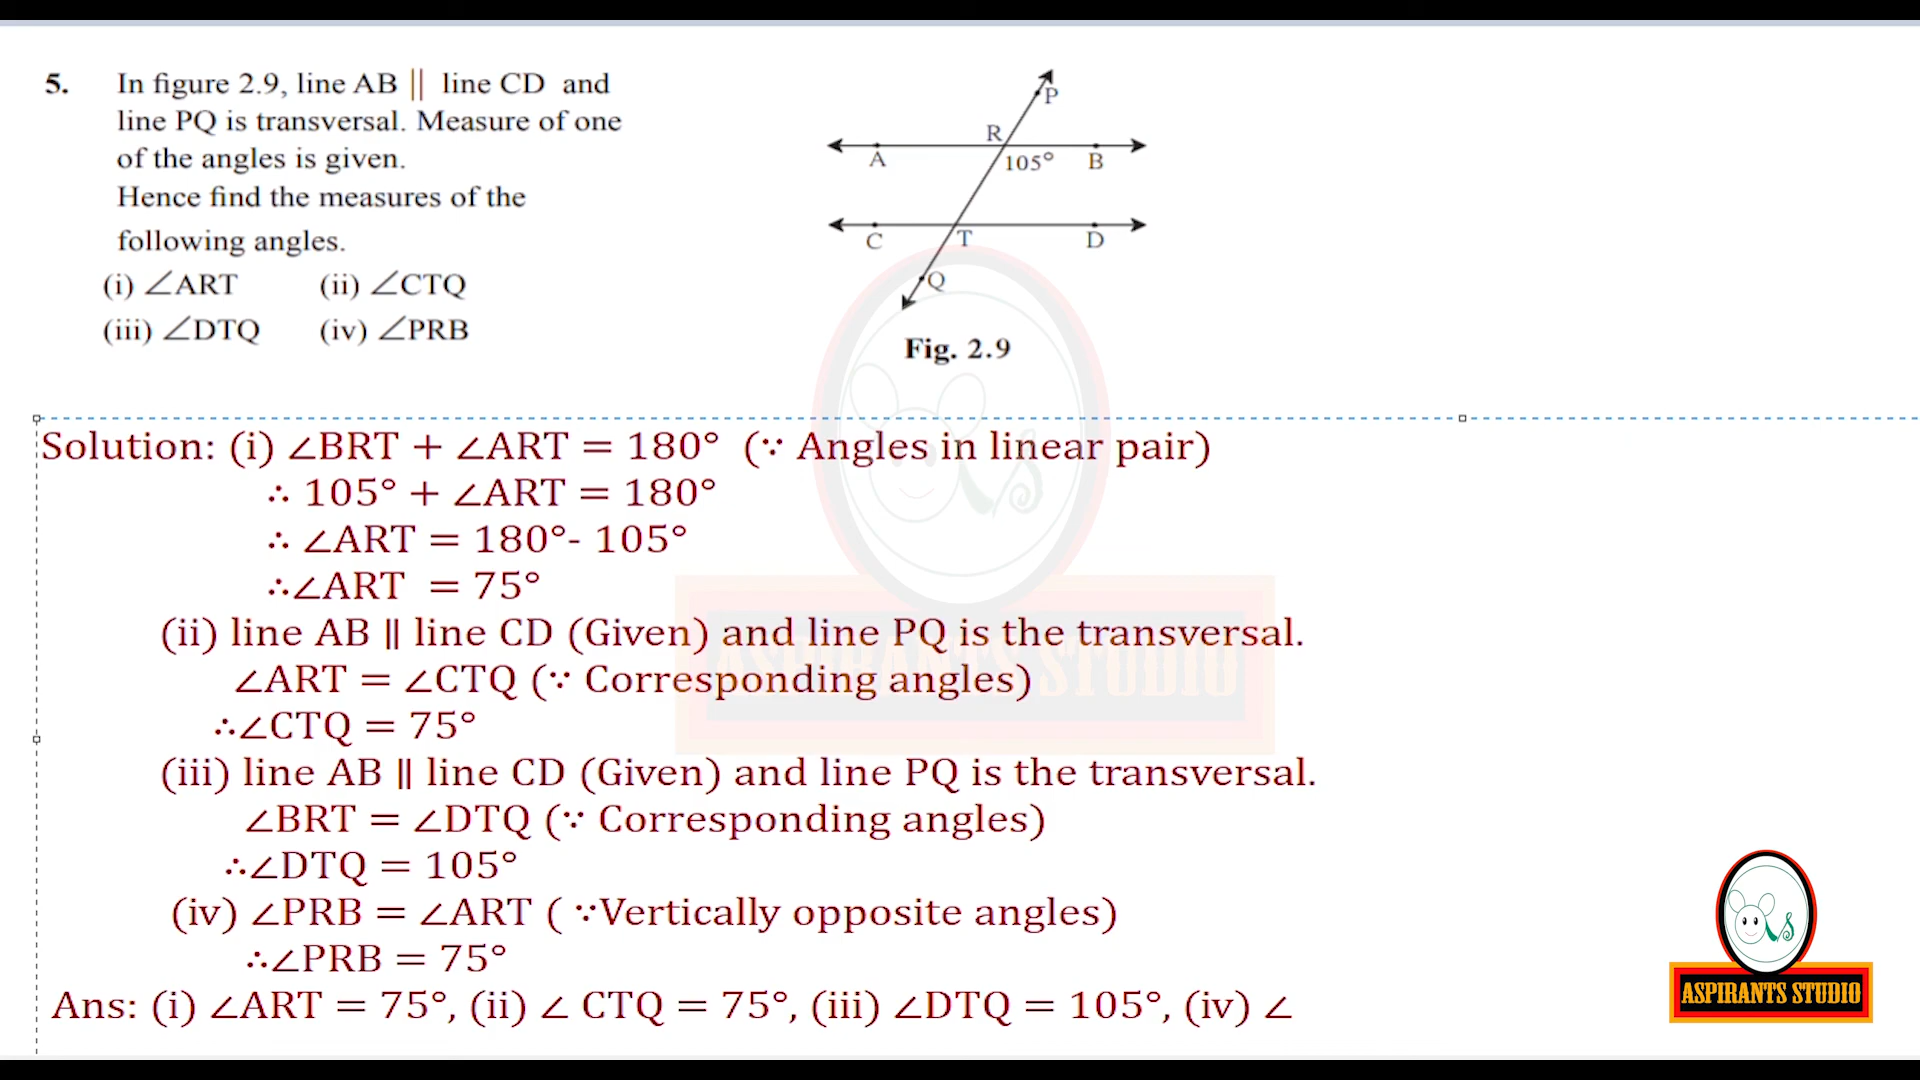 5. In figure 2.9, line AB || line CD and
line PQ is transversal. Measure of one
of the angles is given.
Hence find the measures of the
following angles.
(i) ∠ART (ii) ∠CTQ
(iii) ∠DTQ (iv) ∠PRB
P
R
A 105° B
C T D
Q
Fig. 2.9
Solution: (i) ∠BRT + ∠ART = 180° (∵ Angles in linear pair)
∴ 105° + ∠ART = 180°
∴ ∠ART = 180°- 105°
∴∠ART = 75°
(ii) line AB ∥ line CD (Given) and line PQ is the transversal.
∠ART = ∠CTQ (∵ Corresponding angles)
∴∠CTQ = 75°
(iii) line AB ∥ line CD (Given) and line PQ is the transversal.
∠BRT = ∠DTQ (∵ Corresponding angles)
∴∠DTQ = 105°
(iv) ∠PRB = ∠ART ( ∵Vertically opposite angles)
∴∠PRB = 75°
Ans: (i) ∠ART = 75°, (ii) ∠ CTQ = 75°, (iii) ∠DTQ = 105°, (iv) ∠
ASPIRANTS STUDIO
ASPIRANTS STUDIO